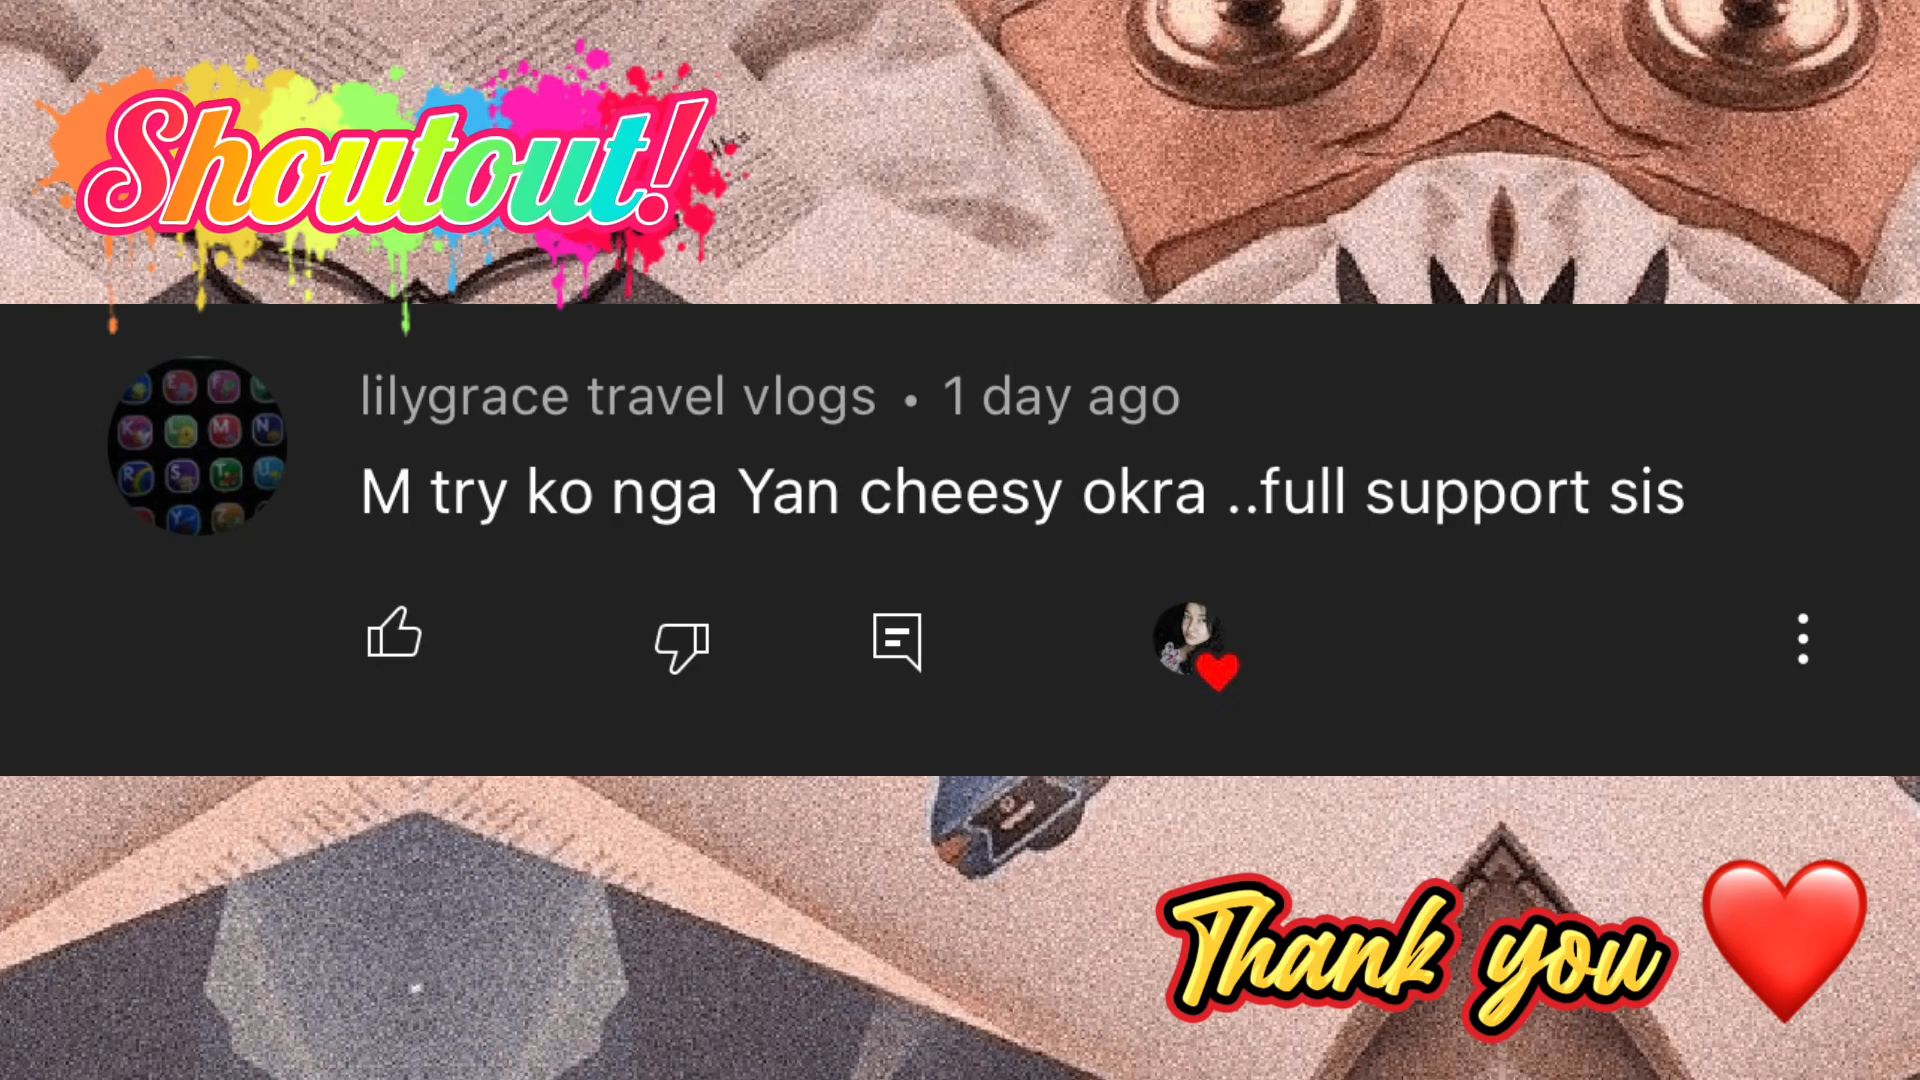 Shoutout!
lilygrace travel vlogs • 1 day ago
M try ko nga Yan cheesy okra ..full support sis
Thank you